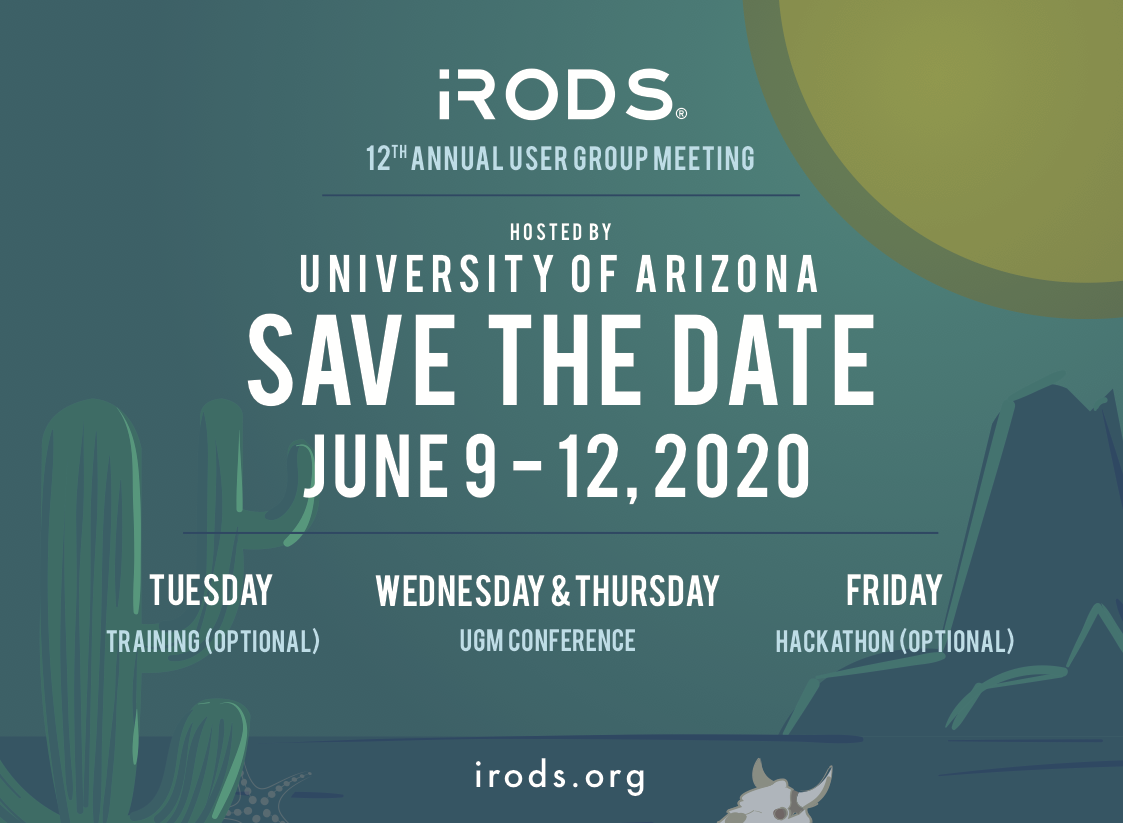 iRODS®
12TH ANNUAL USER GROUP MEETING
HOSTED BY
UNIVERSITY OF ARIZONA
SAVE THE DATE
JUNE 9 – 12, 2020
TUESDAY
TRAINING (OPTIONAL)
WEDNESDAY & THURSDAY
UGM CONFERENCE
FRIDAY
HACKATHON (OPTIONAL)
irods.org